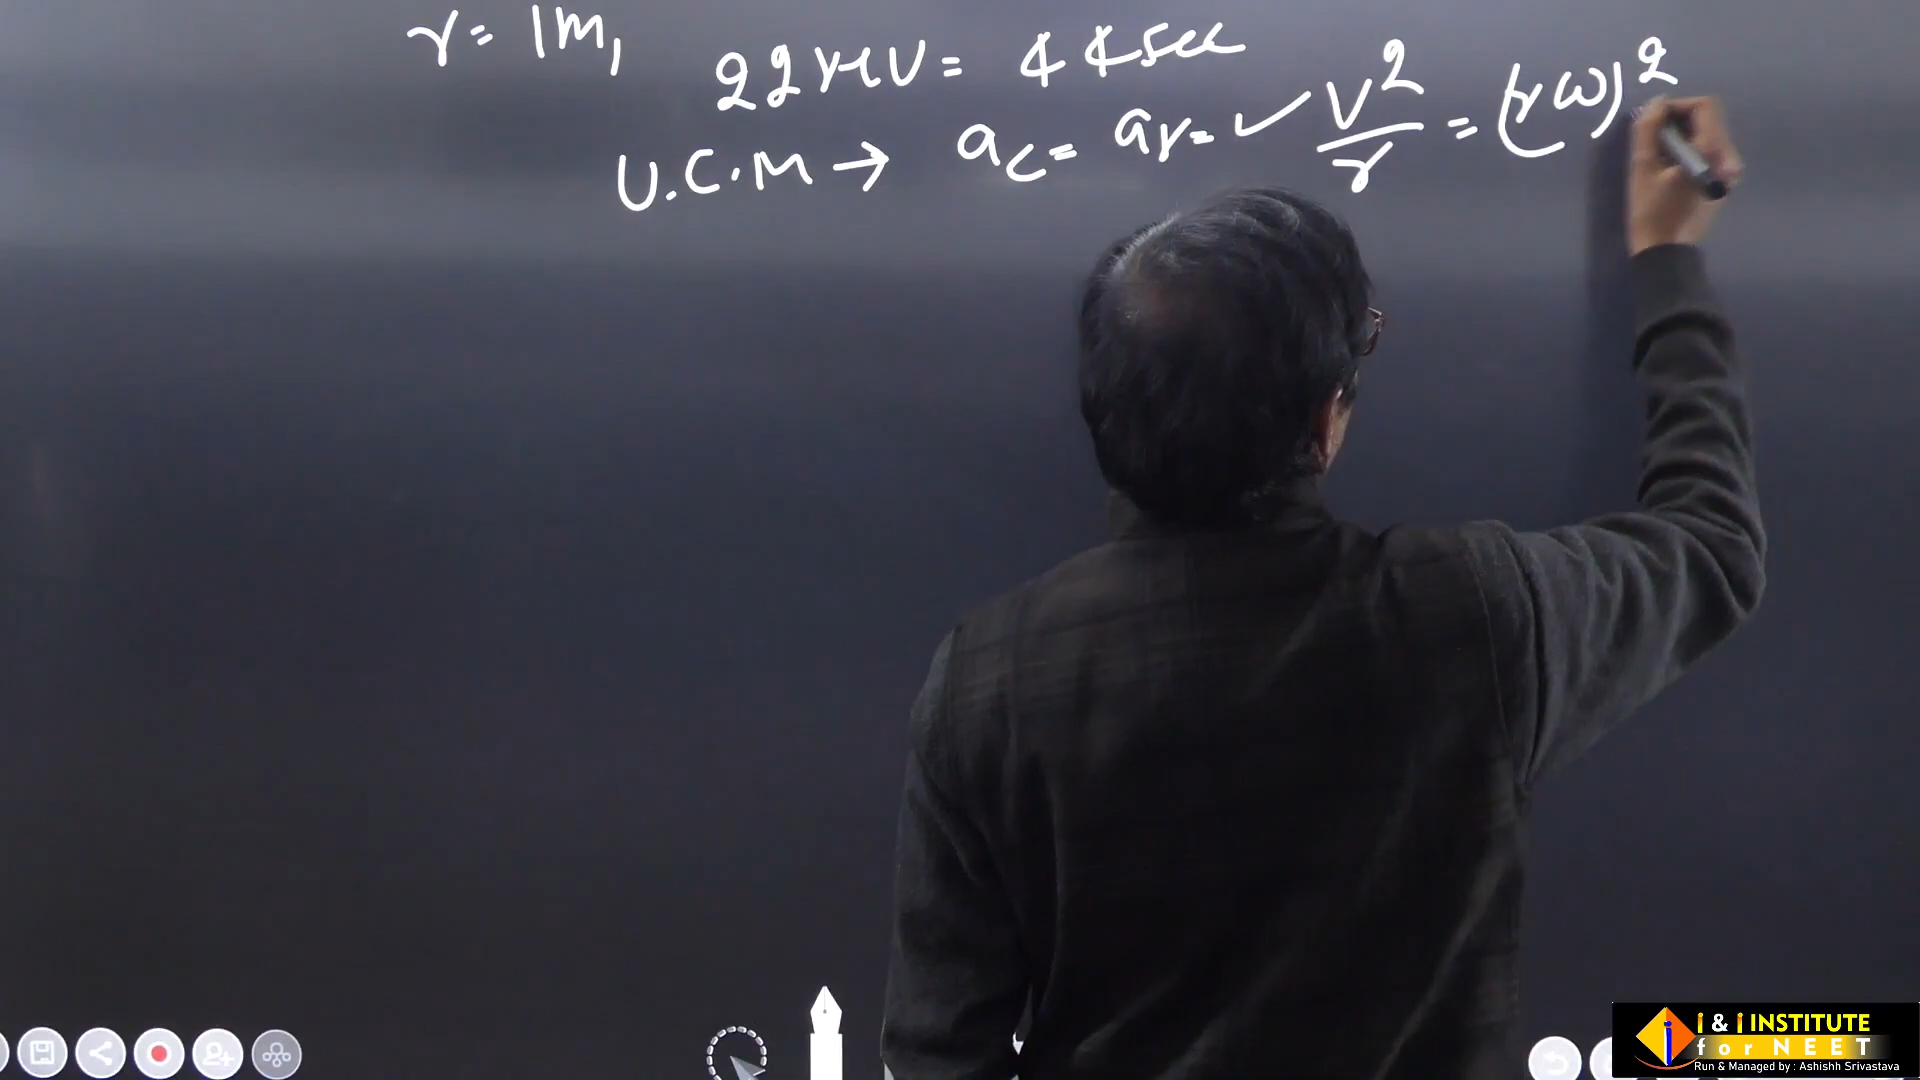 r = 1m,
22 rev = 44 sec
U.C.M → a_c = a_r = ✓ v²/r = (rω)²
i & i INSTITUTE
for NEET
Run & Managed by : Ashishh Srivastava